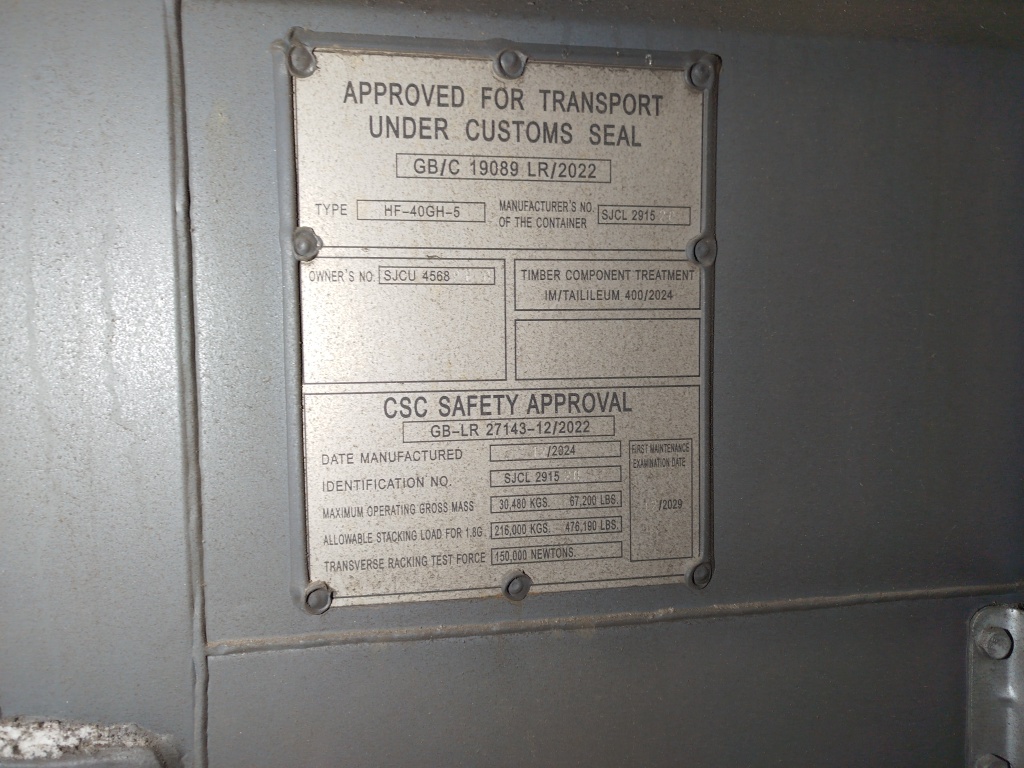 APPROVED FOR TRANSPORT
UNDER CUSTOMS SEAL
GB/C 19089 LR/2022
TYPE HF-40GH-5 MANUFACTURER'S NO. OF THE CONTAINER SJCL 2915
OWNER'S NO. SJCU 4568
TIMBER COMPONENT TREATMENT
IM/TAILILEUM 400/2024
CSC SAFETY APPROVAL
GB-LR 27143-12/2022
DATE MANUFACTURED /2024
IDENTIFICATION NO. SJCL 2915
MAXIMUM OPERATING GROSS MASS 30,480 KGS. 67,200 LBS.
ALLOWABLE STACKING LOAD FOR 1.8G. 216,000 KGS. 476,190 LBS.
TRANSVERSE RACKING TEST FORCE 150,000 NEWTONS.
FIRST MAINTENANCE
EXAMINATION DATE
/2029